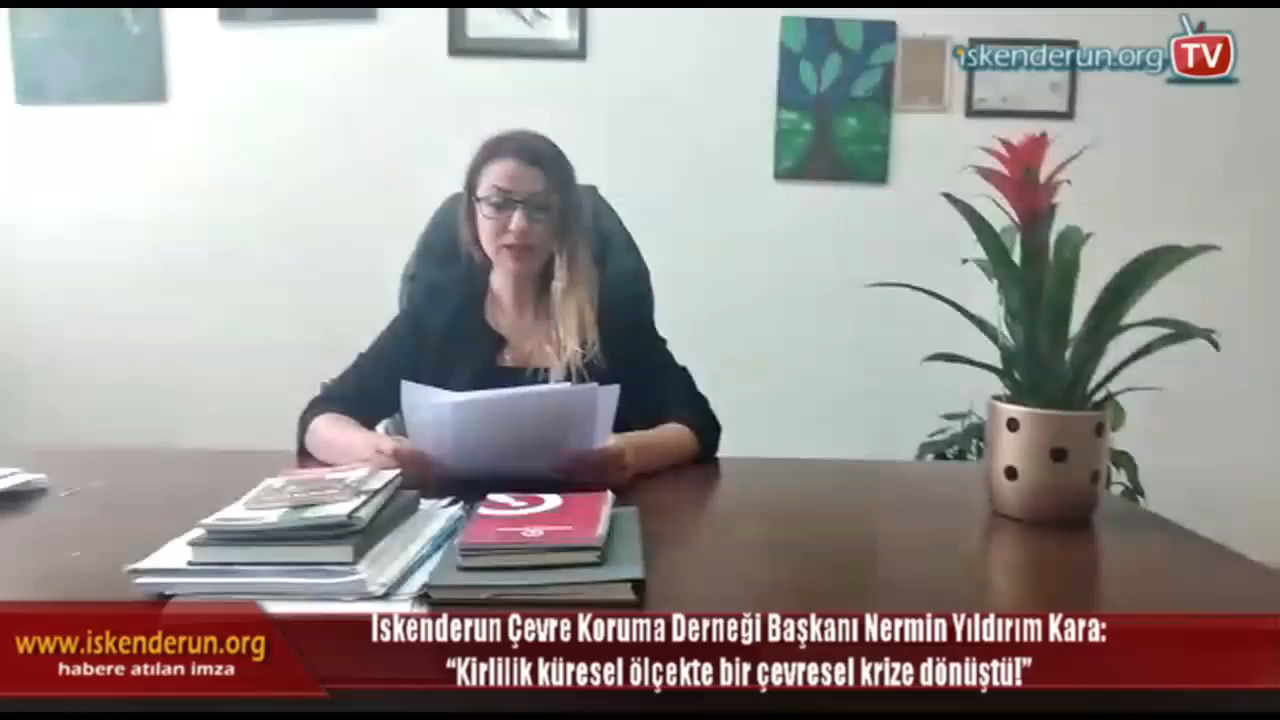 iskenderun.org TV
İskenderun Çevre Koruma Derneği Başkanı Nermin Yıldırım Kara:
“Kirlilik küresel ölçekte bir çevresel krize dönüştü!”
www.iskenderun.org
habere atılan imza